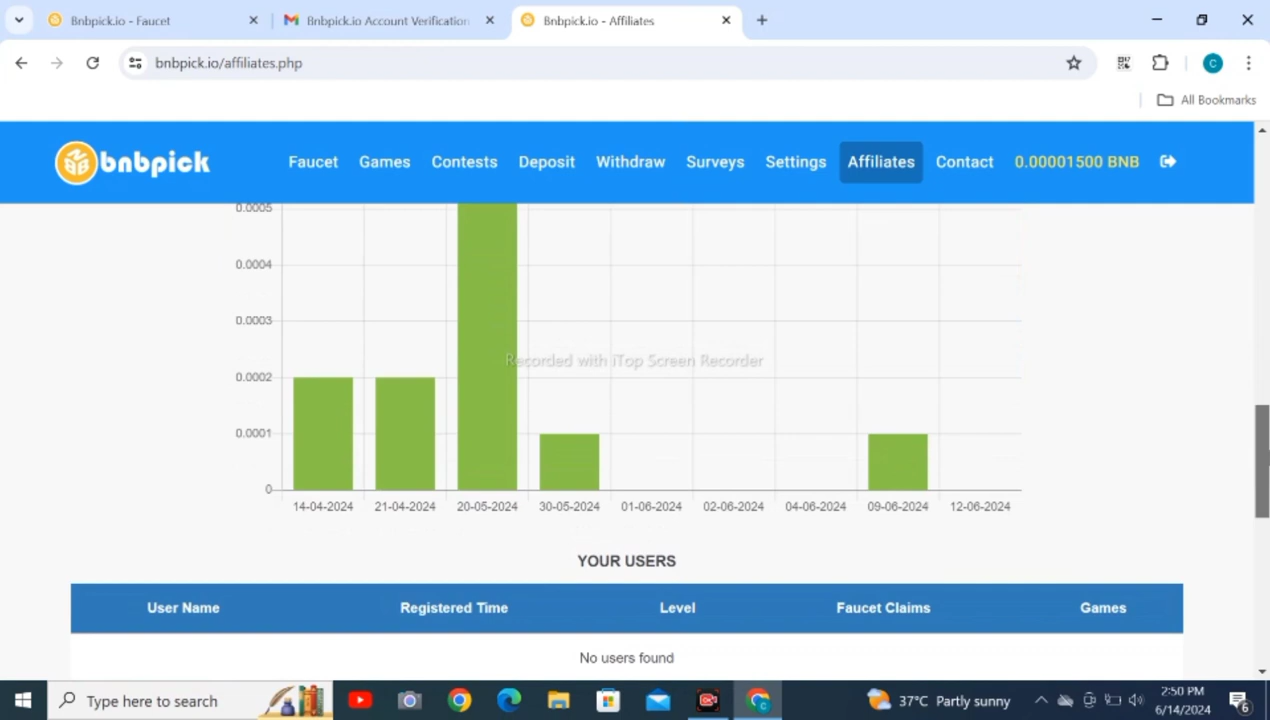 Bnbpick.io - Faucet
Bnbpick.io Account Verification
Bnbpick.io - Affiliates
bnbpick.io/affiliates.php
C
All Bookmarks
bnbpick
Faucet
Games
Contests
Deposit
Withdraw
Surveys
Settings
Affiliates
Contact
0.00001500 BNB
0.0005
0.0004
0.0003
0.0002
0.0001
0
Recorded with iTop Screen Recorder
14-04-2024
21-04-2024
20-05-2024
30-05-2024
01-06-2024
02-06-2024
04-06-2024
09-06-2024
12-06-2024
YOUR USERS
User Name
Registered Time
Level
Faucet Claims
Games
No users found
Type here to search
37°C Partly sunny
2:50 PM
6/14/2024
6